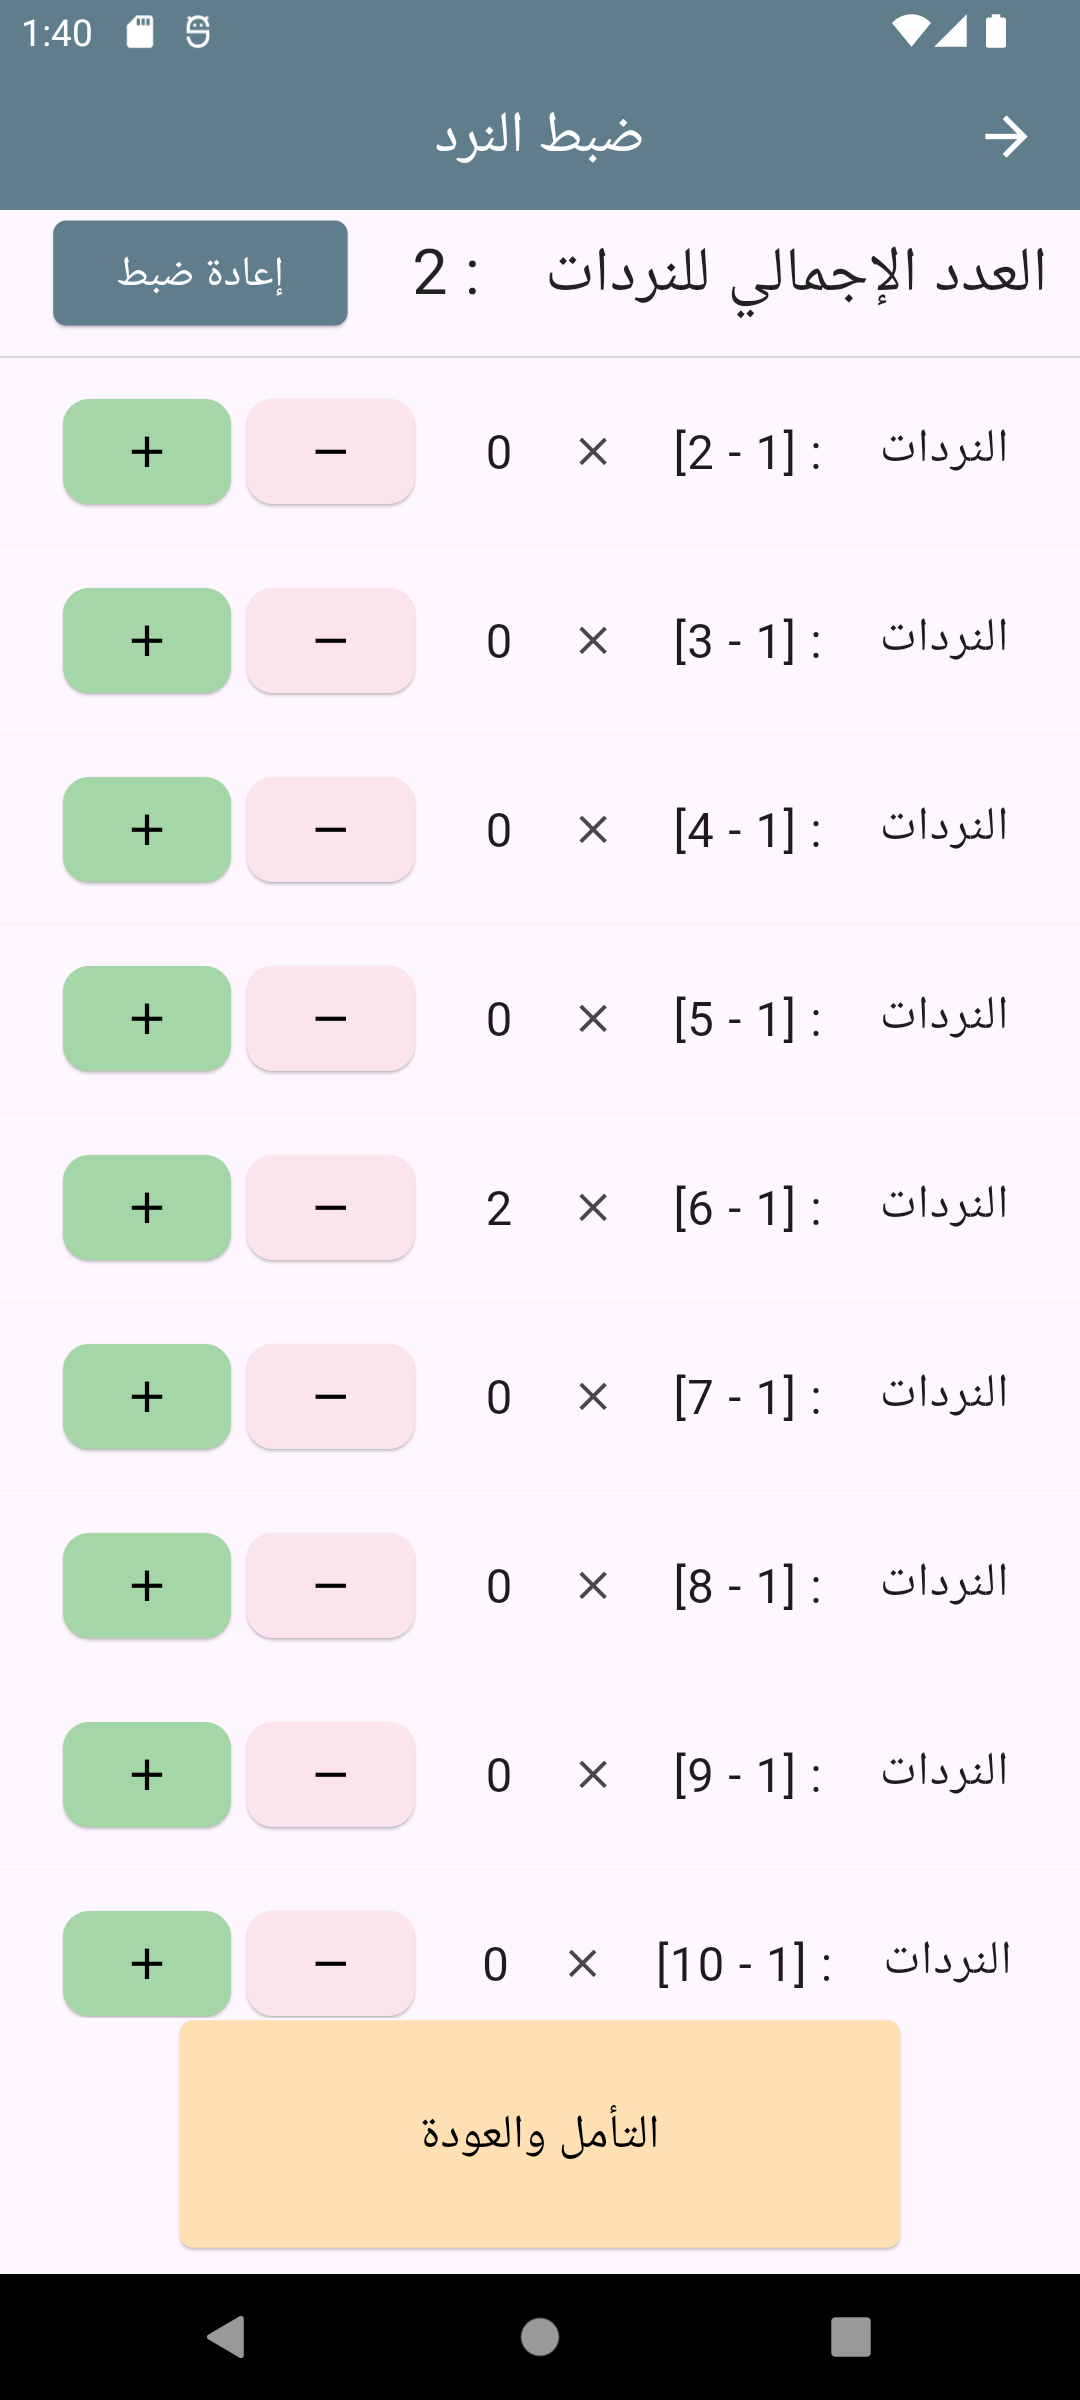 1:40
ضبط النرد
العدد الإجمالي للنردات : 2 إعادة ضبط
النردات : [1 - 2] × 0 − +
النردات : [1 - 3] × 0 − +
النردات : [1 - 4] × 0 − +
النردات : [1 - 5] × 0 − +
النردات : [1 - 6] × 2 − +
النردات : [1 - 7] × 0 − +
النردات : [1 - 8] × 0 − +
النردات : [1 - 9] × 0 − +
النردات : [1 - 10] × 0 − +
التأمل والعودة